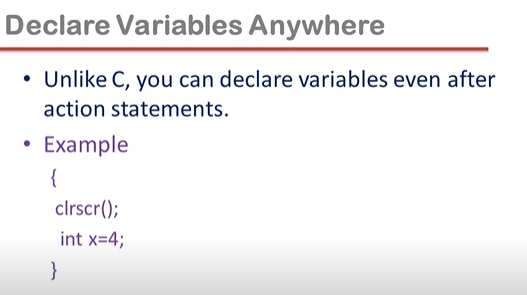 Declare Variables Anywhere
• Unlike C, you can declare variables even after
action statements.
• Example
{
clrscr();
int x=4;
}